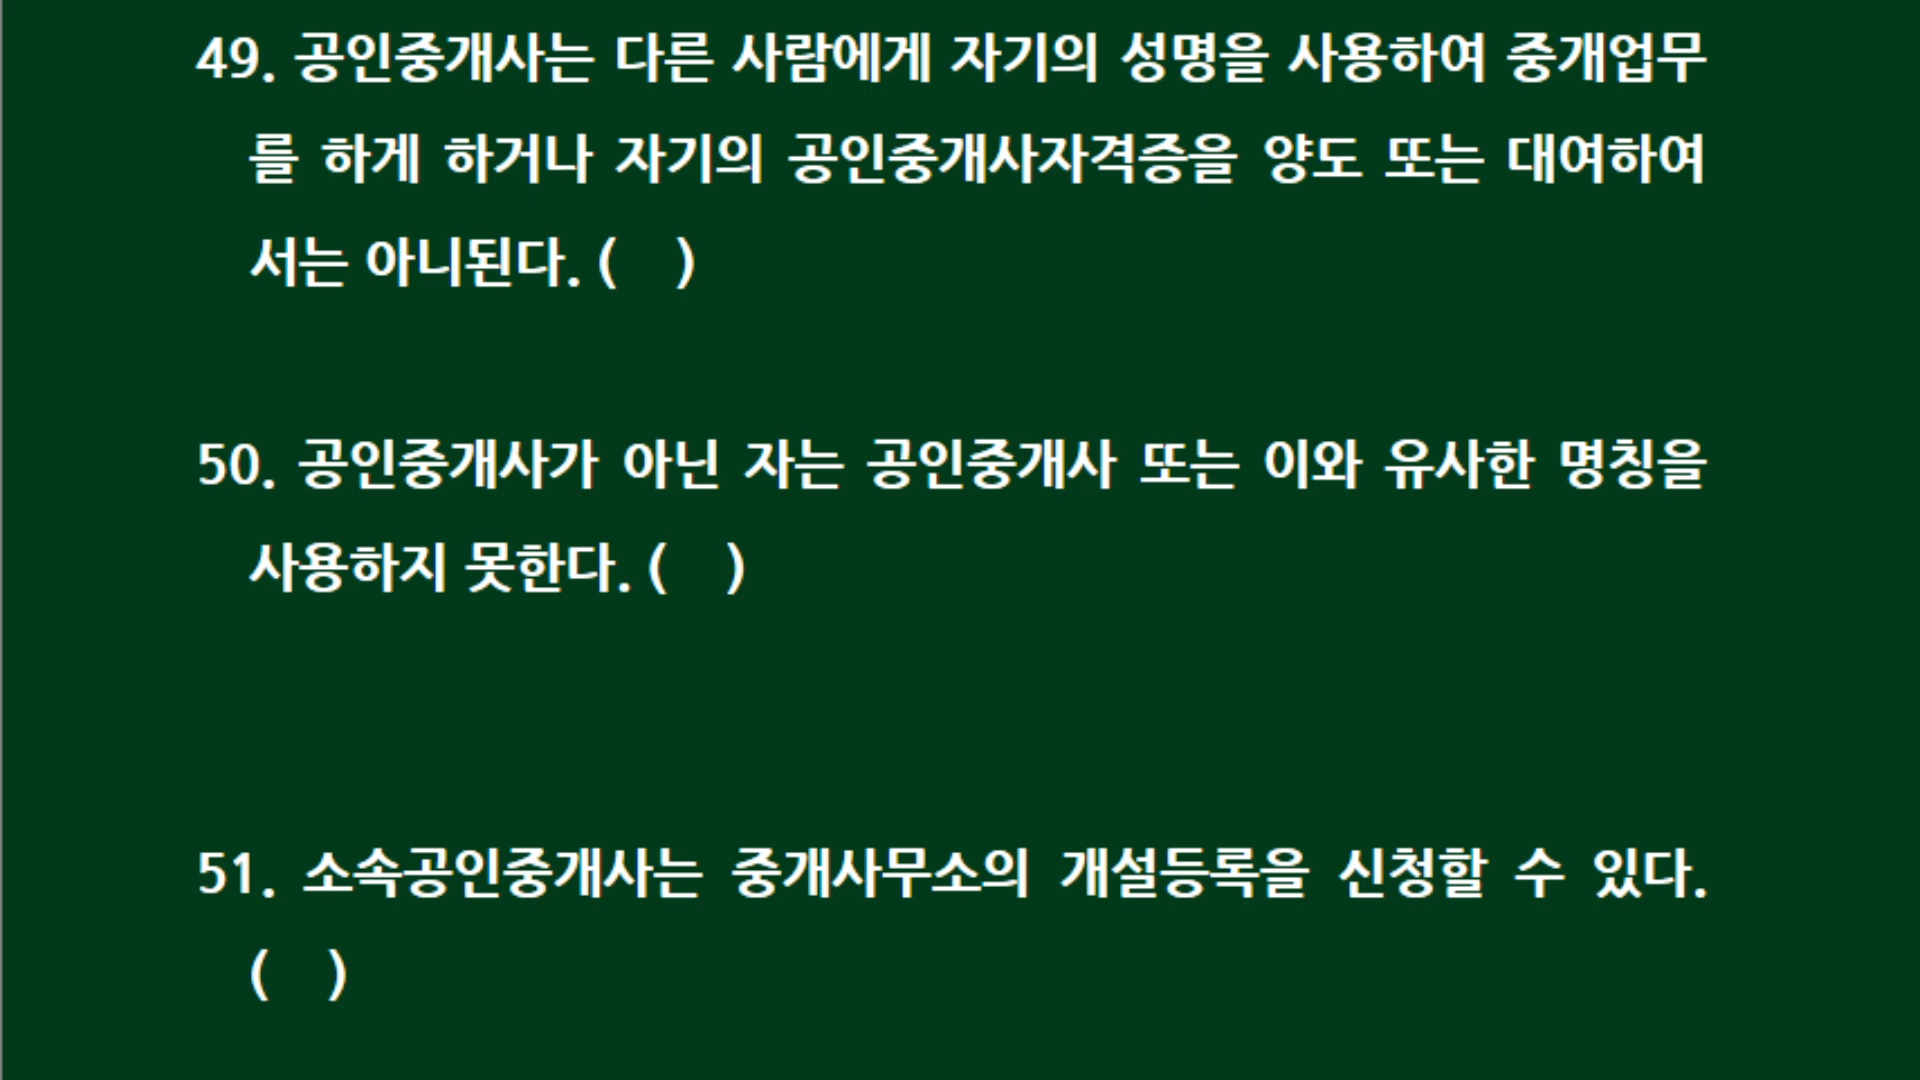 49. 공인중개사는 다른 사람에게 자기의 성명을 사용하여 중개업무
를 하게 하거나 자기의 공인중개사자격증을 양도 또는 대여하여
서는 아니된다. (   )
50. 공인중개사가 아닌 자는 공인중개사 또는 이와 유사한 명칭을
사용하지 못한다. (   )
51. 소속공인중개사는 중개사무소의 개설등록을 신청할 수 있다.
(   )